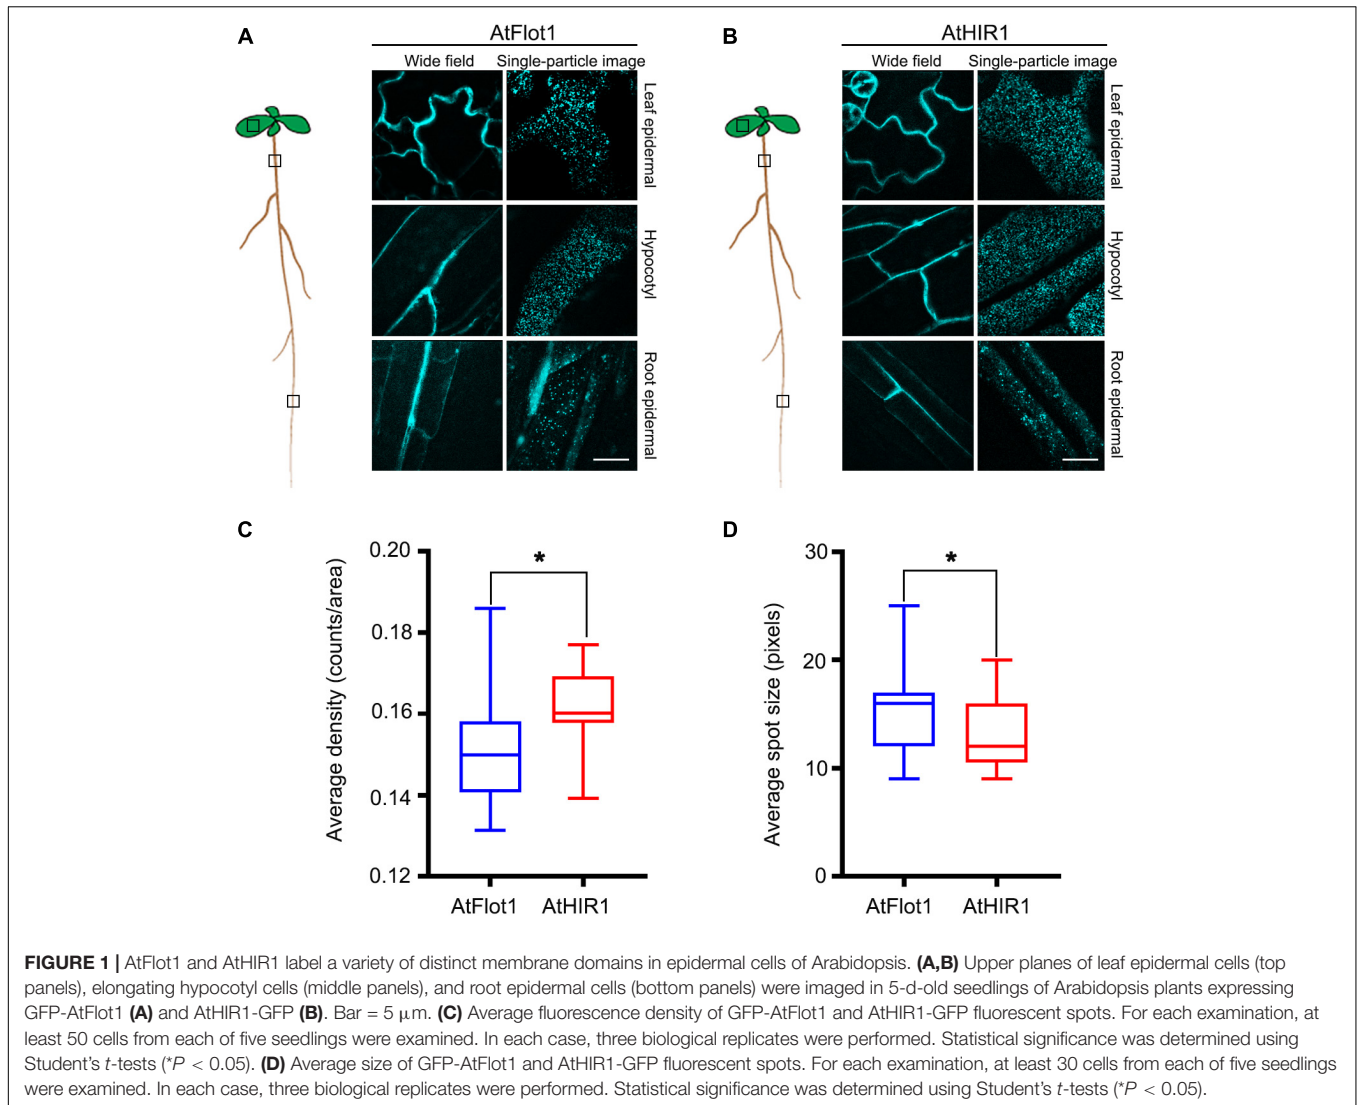 A
AtFlot1
Wide field Single-particle image
Leaf epidermal
Hypocotyl
Root epidermal
B
AtHIR1
Wide field Single-particle image
Leaf epidermal
Hypocotyl
Root epidermal
C
Average density (counts/area)
0.20
0.18
0.16
0.14
0.12
*
AtFlot1 AtHIR1
D
Average spot size (pixels)
30
20
10
0
*
AtFlot1 AtHIR1
FIGURE 1 | AtFlot1 and AtHIR1 label a variety of distinct membrane domains in epidermal cells of Arabidopsis. (A,B) Upper planes of leaf epidermal cells (top
panels), elongating hypocotyl cells (middle panels), and root epidermal cells (bottom panels) were imaged in 5-d-old seedlings of Arabidopsis plants expressing
GFP-AtFlot1 (A) and AtHIR1-GFP (B). Bar = 5 μm. (C) Average fluorescence density of GFP-AtFlot1 and AtHIR1-GFP fluorescent spots. For each examination, at
least 50 cells from each of five seedlings were examined. In each case, three biological replicates were performed. Statistical significance was determined using
Student's t-tests (*P < 0.05). (D) Average size of GFP-AtFlot1 and AtHIR1-GFP fluorescent spots. For each examination, at least 30 cells from each of five seedlings
were examined. In each case, three biological replicates were performed. Statistical significance was determined using Student's t-tests (*P < 0.05).